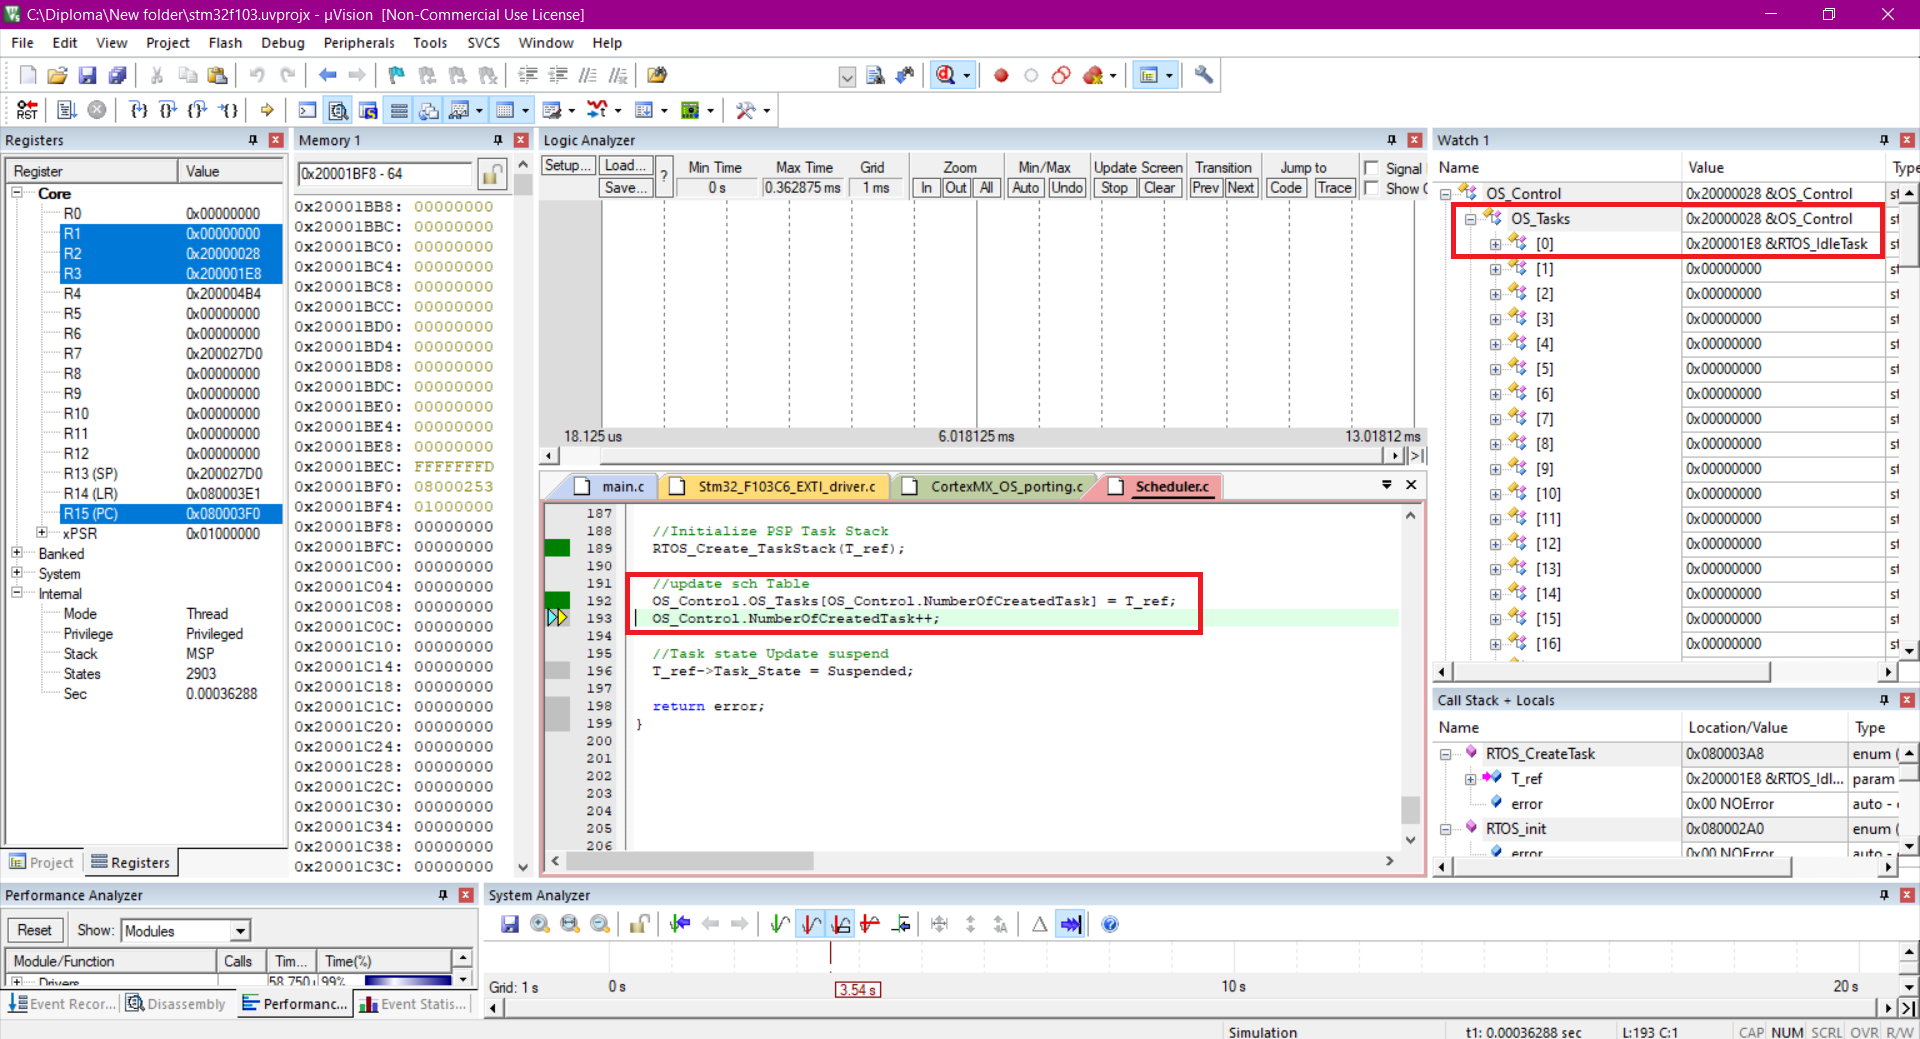 C:\Diploma\New folder\stm32f103.uvprojx - µVision [Non-Commercial Use License]
File Edit View Project Flash Debug Peripherals Tools SVCS Window Help
Registers
Register Value
Core
R0 0x00000000
R1 0x00000000
R2 0x20000028
R3 0x200001E8
R4 0x200004B4
R5 0x00000000
R6 0x00000000
R7 0x200027D0
R8 0x00000000
R9 0x00000000
R10 0x00000000
R11 0x00000000
R12 0x00000000
R13 (SP) 0x200027D0
R14 (LR) 0x080003E1
R15 (PC) 0x080003F0
xPSR 0x01000000
Banked
System
Internal
Mode Thread
Privilege Privileged
Stack MSP
States 2903
Sec 0.00036288
Project Registers
Memory 1
0x20001BF8 - 64
0x20001BB8: 00000000
0x20001BBC: 00000000
0x20001BC0: 00000000
0x20001BC4: 00000000
0x20001BC8: 00000000
0x20001BCC: 00000000
0x20001BD0: 00000000
0x20001BD4: 00000000
0x20001BD8: 00000000
0x20001BDC: 00000000
0x20001BE0: 00000000
0x20001BE4: 00000000
0x20001BE8: 00000000
0x20001BEC: FFFFFFFD
0x20001BF0: 08000253
0x20001BF4: 01000000
0x20001BF8: 00000000
0x20001BFC: 00000000
0x20001C00: 00000000
0x20001C04: 00000000
0x20001C08: 00000000
0x20001C0C: 00000000
0x20001C10: 00000000
0x20001C14: 00000000
0x20001C18: 00000000
0x20001C1C: 00000000
0x20001C20: 00000000
0x20001C24: 00000000
0x20001C28: 00000000
0x20001C2C: 00000000
0x20001C30: 00000000
0x20001C34: 00000000
0x20001C38: 00000000
0x20001C3C: 00000000
Logic Analyzer
Setup... Load... ? Min Time Max Time Grid Zoom Min/Max Update Screen Transition Jump to Signal
Save... 0 s 0.362875 ms 1 ms In Out All Auto Undo Stop Clear Prev Next Code Trace Show
18.125 us 6.018125 ms 13.01812 ms
main.c Stm32_F103C6_EXTI_driver.c CortexMX_OS_porting.c Scheduler.c
187
188 //Initialize PSP Task Stack
189 RTOS_Create_TaskStack(T_ref);
190
191 //update sch Table
192 OS_Control.OS_Tasks[OS_Control.NumberOfCreatedTask] = T_ref;
193 OS_Control.NumberOfCreatedTask++;
194
195 //Task state Update suspend
196 T_ref->Task_State = Suspended;
197
198 return error;
199 }
200
201
202
203
204
205
206
Watch 1
Name Value Type
OS_Control 0x20000028 &OS_Control st
OS_Tasks 0x20000028 &OS_Control st
[0] 0x200001E8 &RTOS_IdleTask st
[1] 0x00000000 st
[2] 0x00000000 st
[3] 0x00000000 st
[4] 0x00000000 st
[5] 0x00000000 st
[6] 0x00000000 st
[7] 0x00000000 st
[8] 0x00000000 st
[9] 0x00000000 st
[10] 0x00000000 st
[11] 0x00000000 st
[12] 0x00000000 st
[13] 0x00000000 st
[14] 0x00000000 st
[15] 0x00000000 st
[16] 0x00000000 st
Call Stack + Locals
Name Location/Value Type
RTOS_CreateTask 0x080003A8 enum (
T_ref 0x200001E8 &RTOS_Idl... param
error 0x00 NOError auto -
RTOS_init 0x080002A0 enum (
error 0x00 NOError auto -
Performance Analyzer
Reset Show: Modules
Module/Function Calls Tim... Time(%)
Drivers 58.750 99%
Event Recor... Disassembly Performanc... Event Statis...
System Analyzer
Grid: 1 s 0 s 3.54 s 10 s 20 s
Simulation t1: 0.00036288 sec L:193 C:1 CAP NUM SCRL OVR R/W